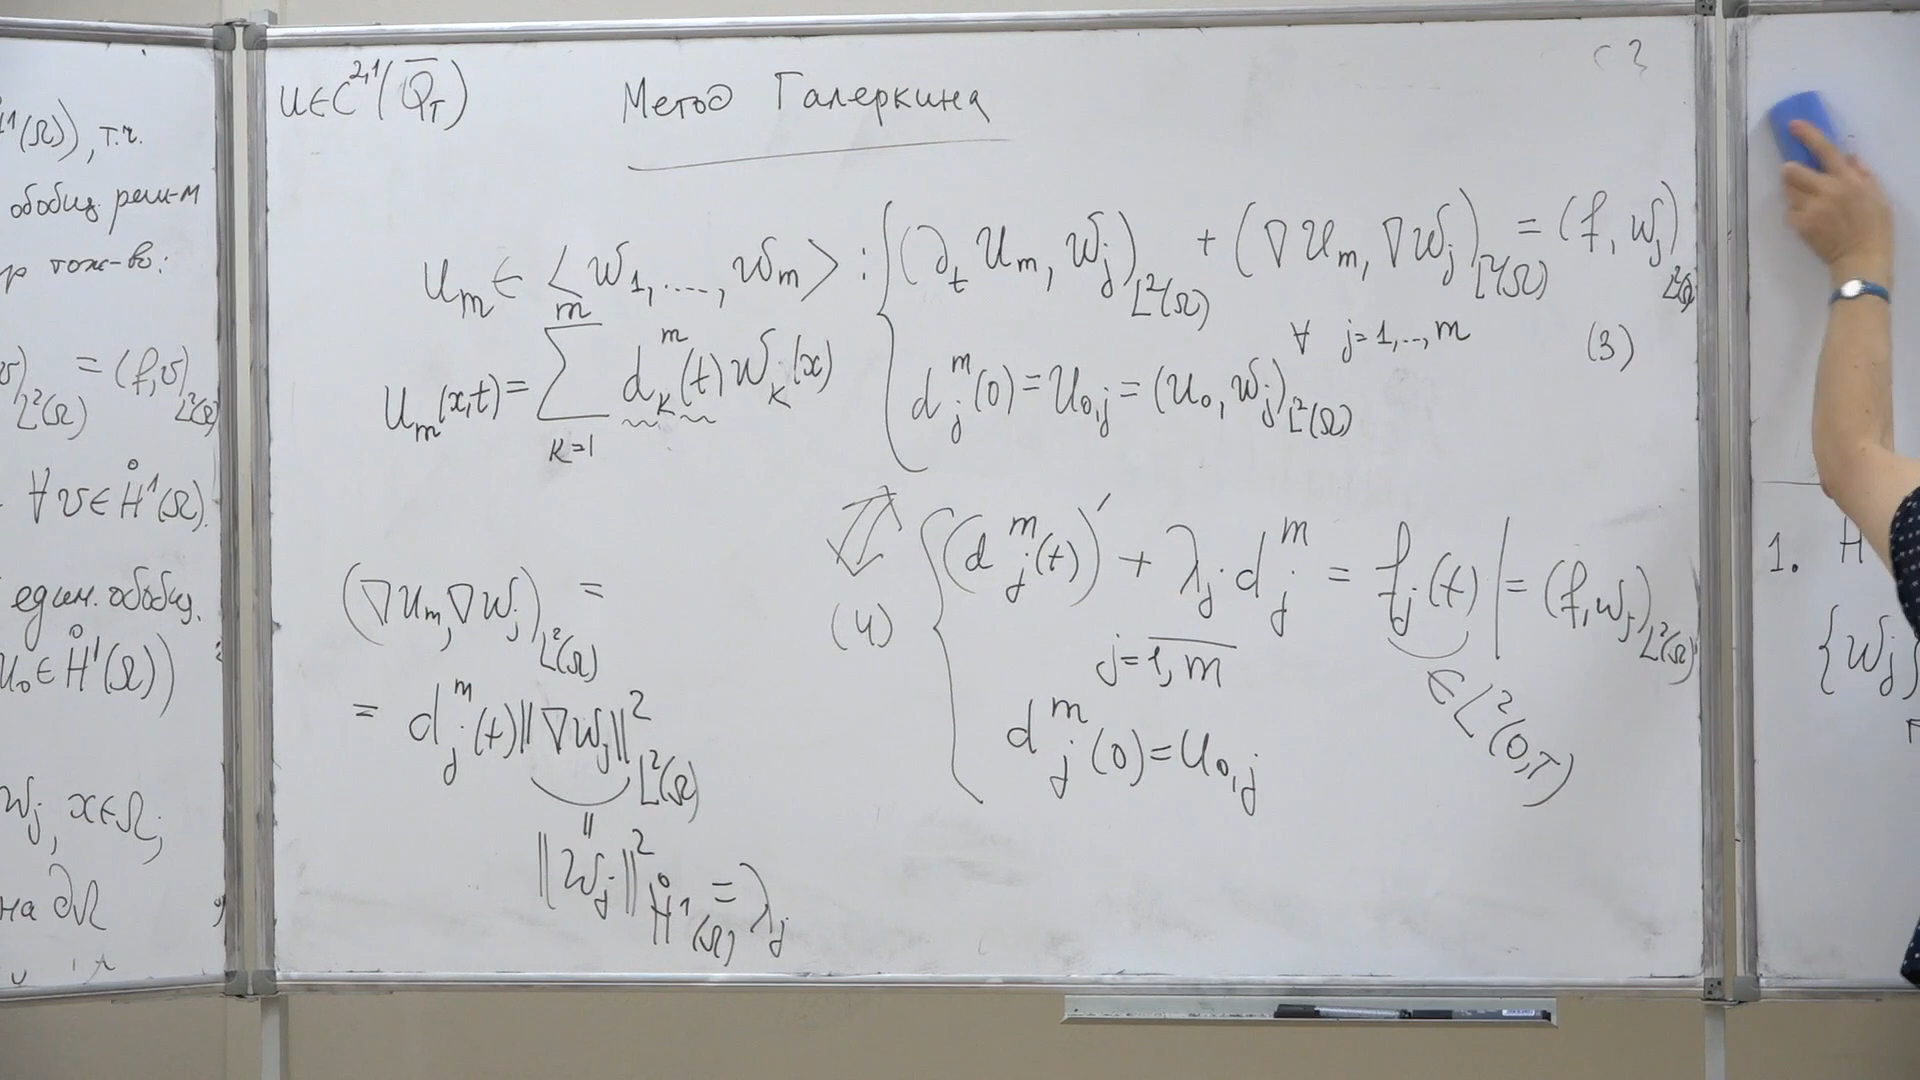 ¹(Ω)), т.ч.
обобщ. реш-м
тож-во:
= (f,v)_{L²(Ω)}
∀ v ∈ H̊¹(Ω).
един. обобщ.
u₀ ∈ H̊¹(Ω))
w_j, x∈Ω;
на ∂Ω
u ∈ C^{2,1}(Q̄_T)
Метод Галеркина
u_m ∈ <w_1, ...., w_m> : { (∂_t u_m, w_j)_{L²(Ω)} + (∇u_m, ∇w_j)_{L²(Ω)} = (f, w_j)_{L²(Ω)}
∀ j=1,..,m
(3)
u_m(x,t) = ∑_{k=1}^{m} d_k^m(t) w_k(x)
d_j^m(0) = u_{0,j} = (u_0, w_j)_{L²(Ω)}
(4) { (d_j^m(t))′ + λ_j d_j^m = f_j(t) | = (f, w_j)_{L²(Ω)}
j = 1,m
∈ L²(0,T)
d_j^m(0) = u_{0,j}
(∇u_m, ∇w_j)_{L²(Ω)} =
= d_j^m(t) ||∇w_j||²_{L²(Ω)}
||
||w_j||²_{H̊¹(Ω)} = λ_j
1. H
{w_j}